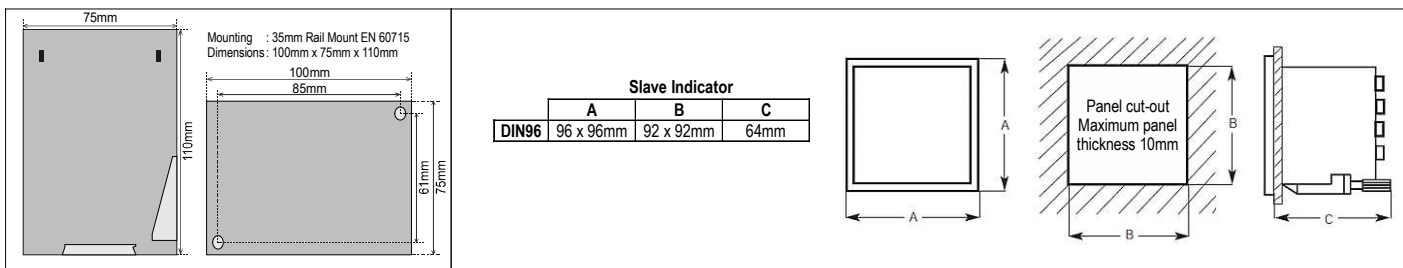 75mm
110mm
Mounting : 35mm Rail Mount EN 60715
Dimensions : 100mm x 75mm x 110mm
100mm
85mm
61mm
75mm
Slave Indicator
A B C
DIN96 96 x 96mm 92 x 92mm 64mm
A
A
Panel cut-out
Maximum panel
thickness 10mm
B
B
C